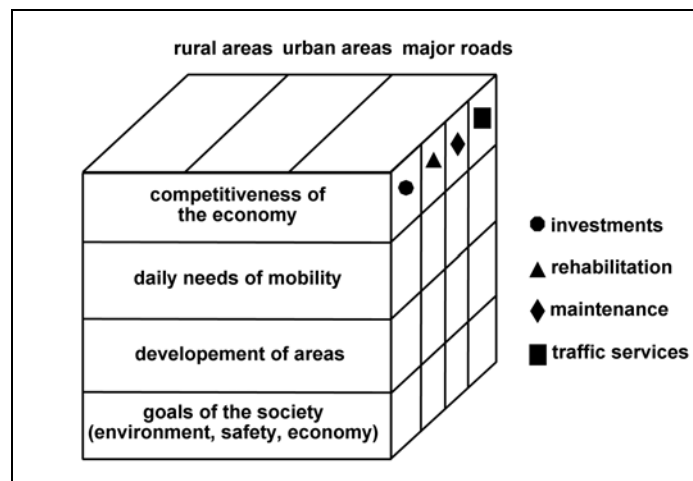 rural areas urban areas major roads
competitiveness of
the economy
daily needs of mobility
developement of areas
goals of the society
(environment, safety, economy)
investments
rehabilitation
maintenance
traffic services